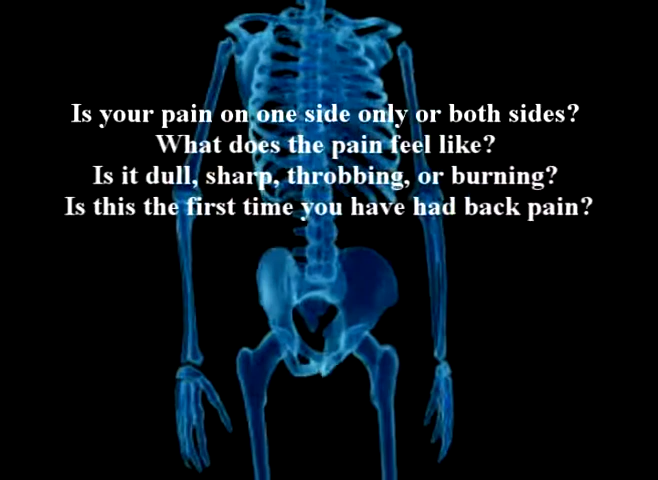 Is your pain on one side only or both sides?
What does the pain feel like?
Is it dull, sharp, throbbing, or burning?
Is this the first time you have had back pain?